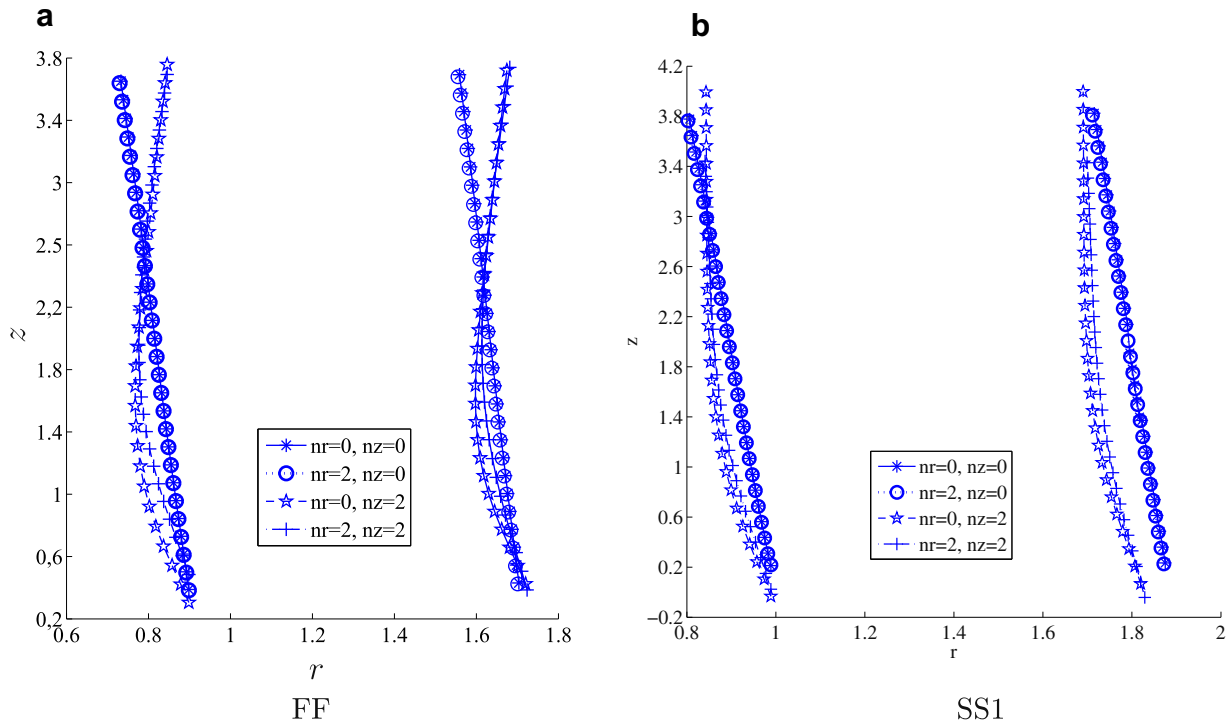 a
3.8
3.4
3
2.5
2.2
1.8
1.4
1
0.6
0,2
z
0.6 0.8 1 1.2 1.4 1.6 1.8
r
nr=0, nz=0
nr=2, nz=0
nr=0, nz=2
nr=2, nz=2
FF
b
4.2
3.8
3.4
3
2.6
2.2
1.8
1.4
1
0.6
0.2
−0.2
z
0.8 1 1.2 1.4 1.6 1.8 2
r
nr=0, nz=0
nr=2, nz=0
nr=0, nz=2
nr=2, nz=2
SS1